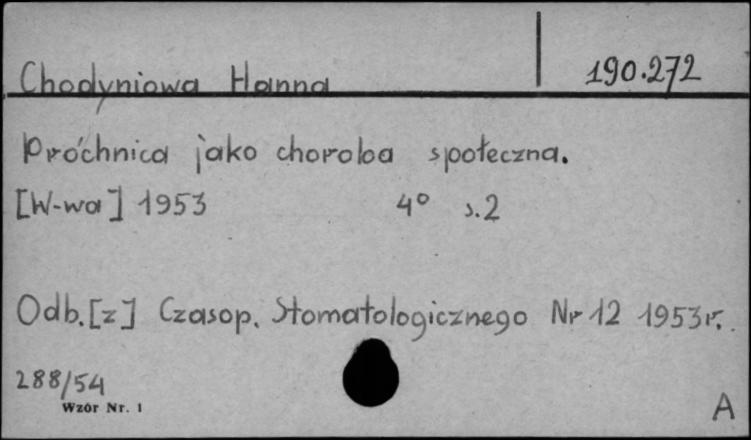 Chodyniowa Hanna 190.272
Próchnica jako choroba społeczna.
[W-wa] 1953 4° s.2
Odb.[z] Czasop. Stomatologicznego Nr 12 1953r.
288/54
Wzór Nr. 1
A